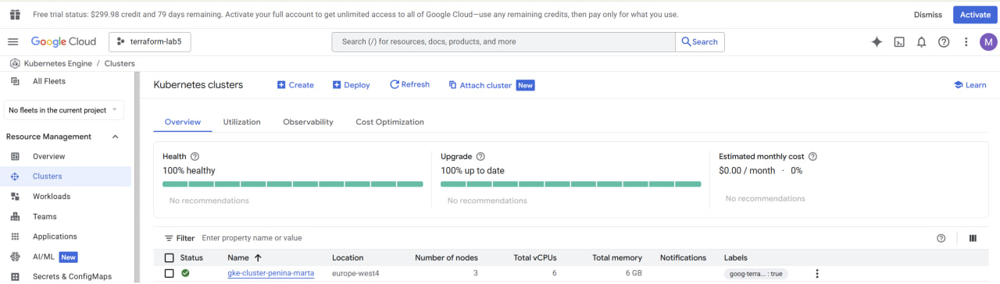 Free trial status: $299.98 credit and 79 days remaining. Activate your full account to get unlimited access to all of Google Cloud—use any remaining credits, then pay only for what you use.
Dismiss
Activate
Google Cloud
terraform-lab5
Search (/) for resources, docs, products, and more
Search
M
Kubernetes Engine / Clusters
All Fleets
No fleets in the current project
Resource Management
Overview
Clusters
Workloads
Teams
Applications
AI/ML New
Secrets & ConfigMaps
Kubernetes clusters
Create
Deploy
Refresh
Attach cluster New
Learn
Overview Utilization Observability Cost Optimization
Health
100% healthy
No recommendations
Upgrade
100% up to date
No recommendations
Estimated monthly cost
$0.00 / month · 0%
No recommendations
Filter Enter property name or value
Status Name Location Number of nodes Total vCPUs Total memory Notifications Labels
gke-cluster-penina-marta europe-west4 3 6 6 GB goog-terra... : true